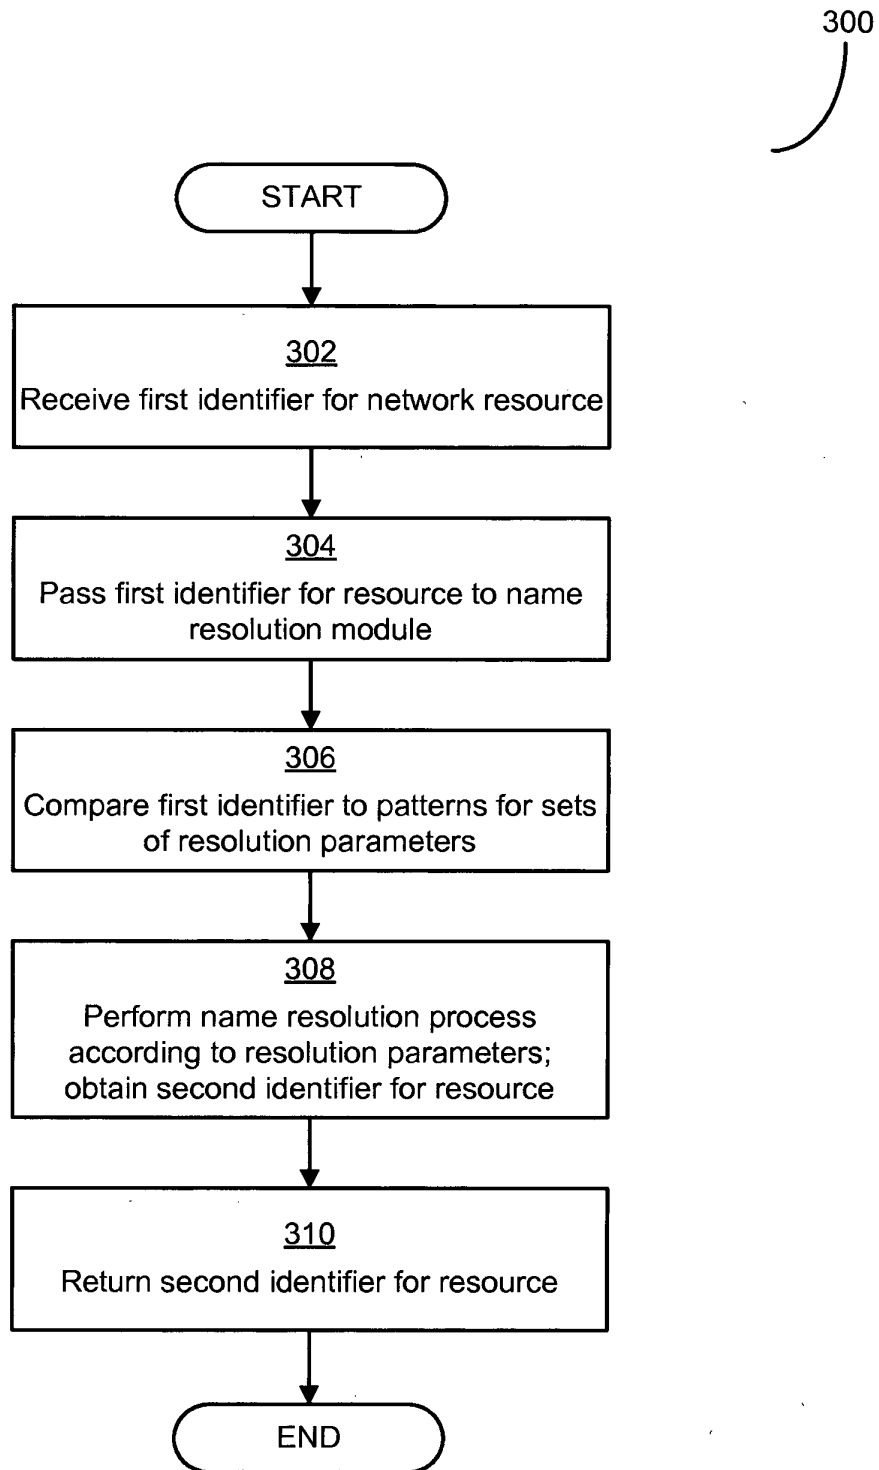 300
START
302
Receive first identifier for network resource
304
Pass first identifier for resource to name
resolution module
306
Compare first identifier to patterns for sets
of resolution parameters
308
Perform name resolution process
according to resolution parameters;
obtain second identifier for resource
310
Return second identifier for resource
END